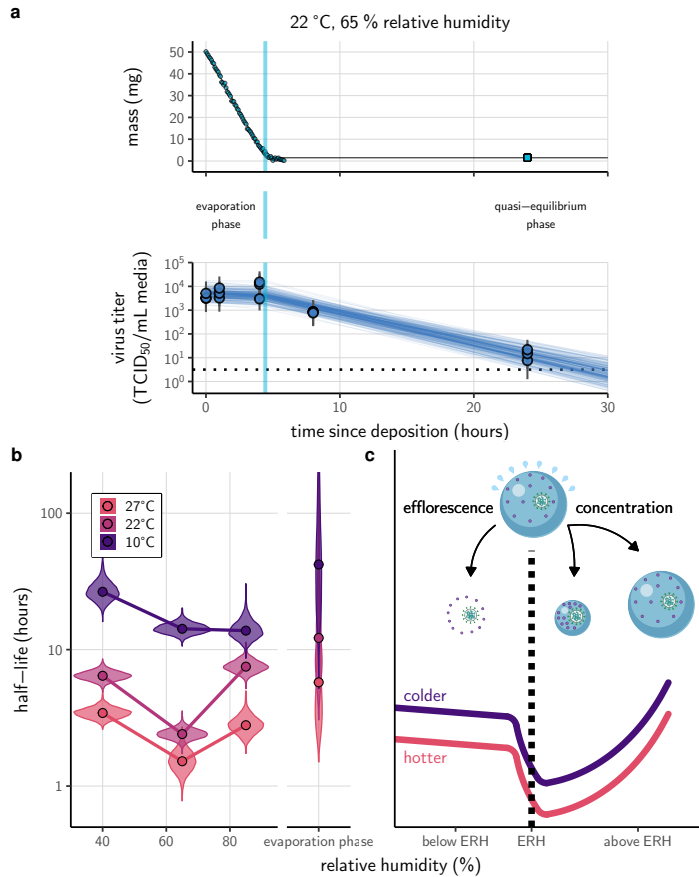 a
22 °C, 65 % relative humidity
mass (mg)
50
40
30
20
10
0
evaporation
phase
quasi−equilibrium
phase
virus titer
(TCID50/mL media)
10^5
10^4
10^3
10^2
10^1
10^0
0
10
20
30
time since deposition (hours)
b
27°C
22°C
10°C
half−life (hours)
100
10
1
40
60
80
evaporation phase
relative humidity (%)
c
efflorescence
concentration
colder
hotter
below ERH
ERH
above ERH